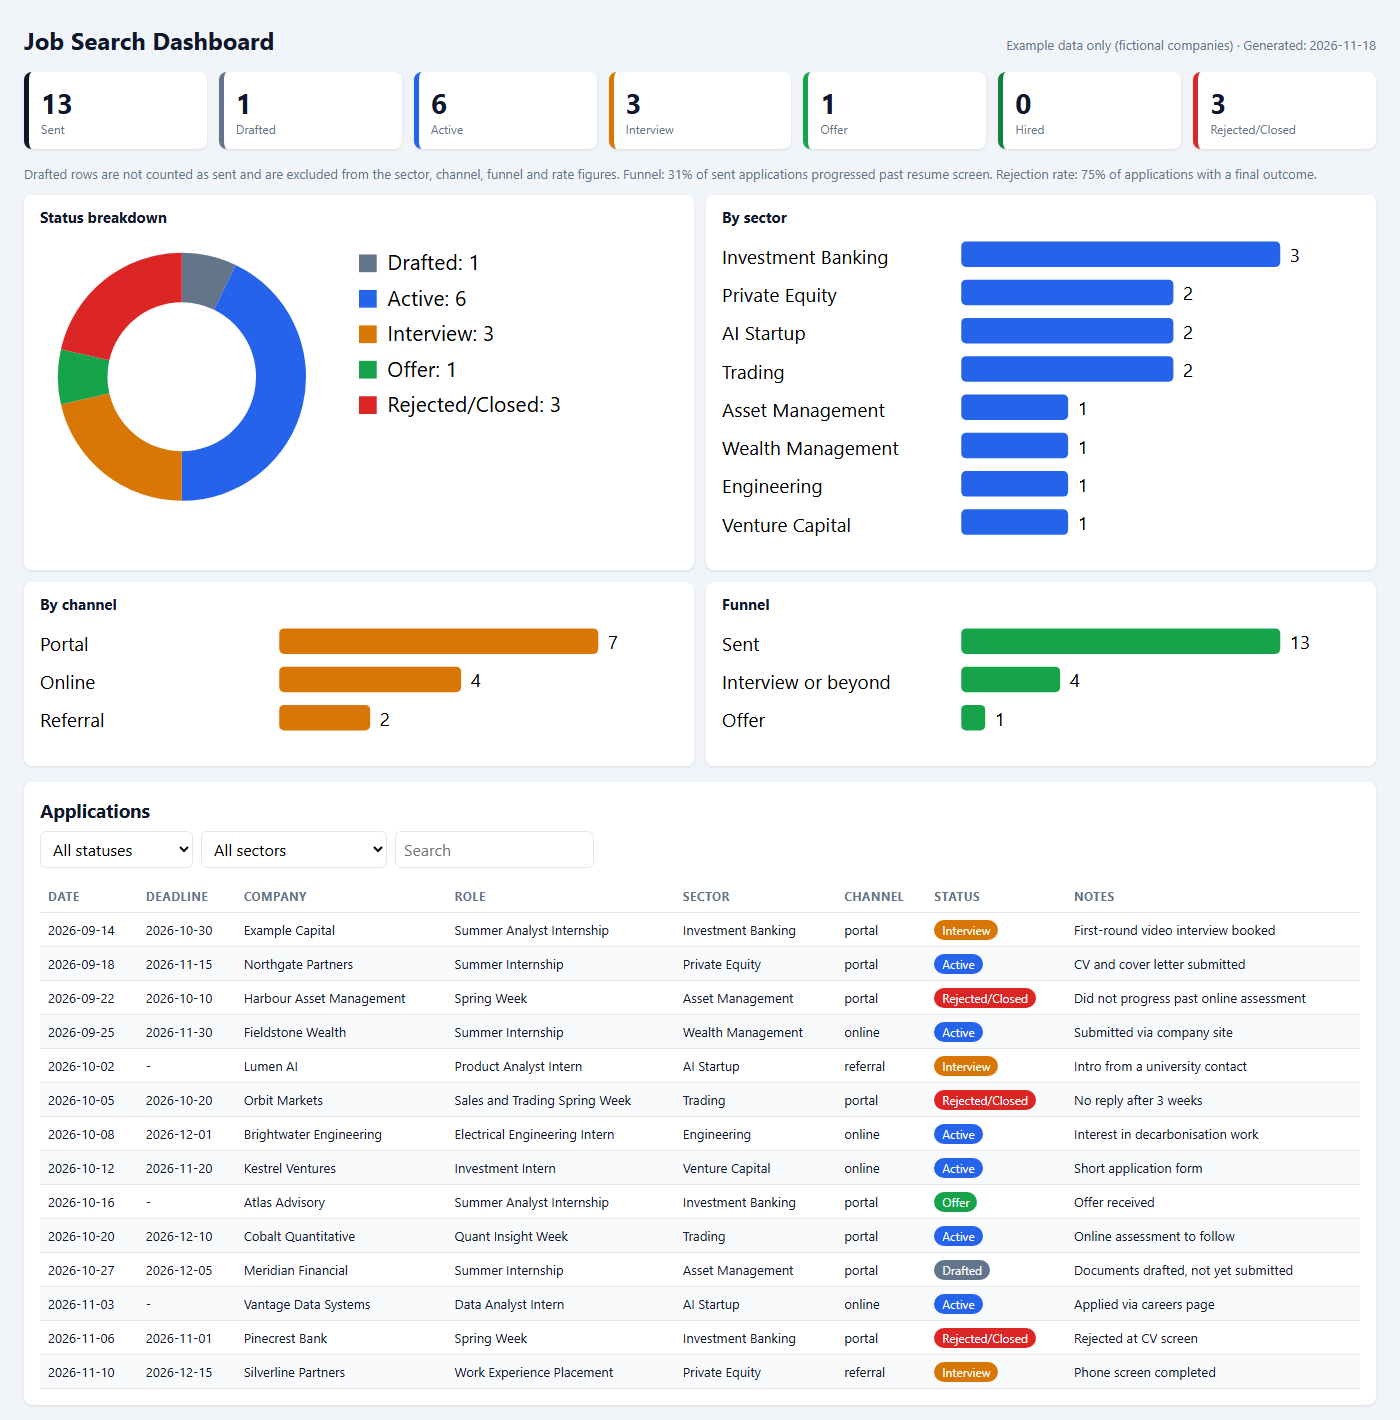 Job Search Dashboard
Example data only (fictional companies) · Generated: 2026-11-18
13
Sent
1
Drafted
6
Active
3
Interview
1
Offer
0
Hired
3
Rejected/Closed
Drafted rows are not counted as sent and are excluded from the sector, channel, funnel and rate figures. Funnel: 31% of sent applications progressed past resume screen. Rejection rate: 75% of applications with a final outcome.
Status breakdown
Drafted: 1
Active: 6
Interview: 3
Offer: 1
Rejected/Closed: 3
By sector
Investment Banking 3
Private Equity 2
AI Startup 2
Trading 2
Asset Management 1
Wealth Management 1
Engineering 1
Venture Capital 1
By channel
Portal 7
Online 4
Referral 2
Funnel
Sent 13
Interview or beyond 4
Offer 1
Applications
All statuses All sectors Search
DATE DEADLINE COMPANY ROLE SECTOR CHANNEL STATUS NOTES
2026-09-14 2026-10-30 Example Capital Summer Analyst Internship Investment Banking portal Interview First-round video interview booked
2026-09-18 2026-11-15 Northgate Partners Summer Internship Private Equity portal Active CV and cover letter submitted
2026-09-22 2026-10-10 Harbour Asset Management Spring Week Asset Management portal Rejected/Closed Did not progress past online assessment
2026-09-25 2026-11-30 Fieldstone Wealth Summer Internship Wealth Management online Active Submitted via company site
2026-10-02 - Lumen AI Product Analyst Intern AI Startup referral Interview Intro from a university contact
2026-10-05 2026-10-20 Orbit Markets Sales and Trading Spring Week Trading portal Rejected/Closed No reply after 3 weeks
2026-10-08 2026-12-01 Brightwater Engineering Electrical Engineering Intern Engineering online Active Interest in decarbonisation work
2026-10-12 2026-11-20 Kestrel Ventures Investment Intern Venture Capital online Active Short application form
2026-10-16 - Atlas Advisory Summer Analyst Internship Investment Banking portal Offer Offer received
2026-10-20 2026-12-10 Cobalt Quantitative Quant Insight Week Trading portal Active Online assessment to follow
2026-10-27 2026-12-05 Meridian Financial Summer Internship Asset Management portal Drafted Documents drafted, not yet submitted
2026-11-03 - Vantage Data Systems Data Analyst Intern AI Startup online Active Applied via careers page
2026-11-06 2026-11-01 Pinecrest Bank Spring Week Investment Banking portal Rejected/Closed Rejected at CV screen
2026-11-10 2026-12-15 Silverline Partners Work Experience Placement Private Equity referral Interview Phone screen completed